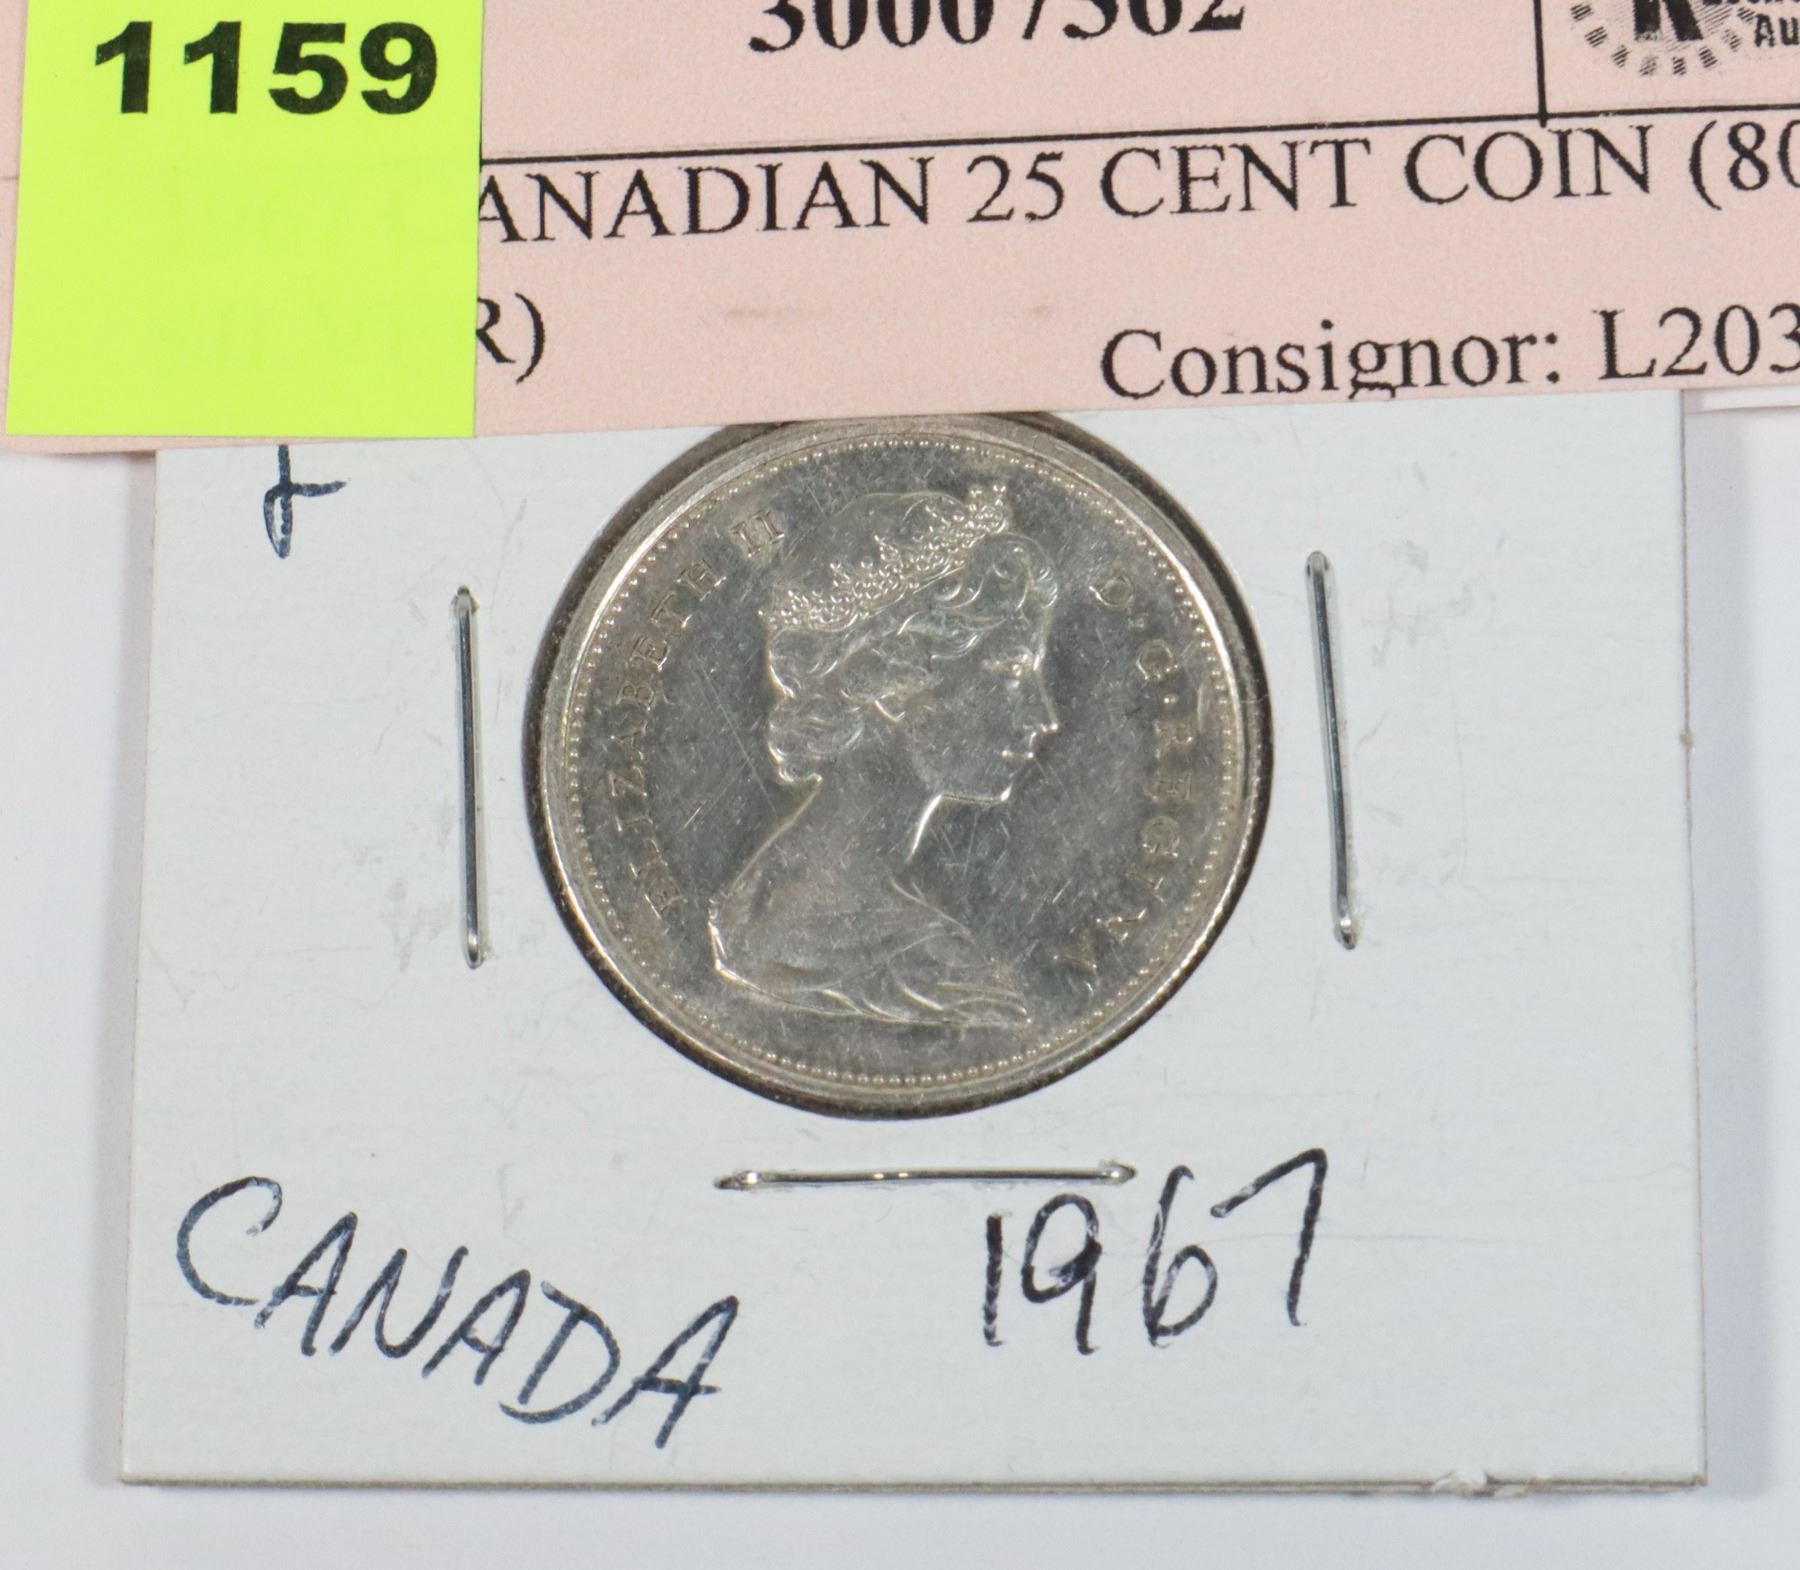 1159
ANADIAN 25 CENT COIN (80
R)
Consignor: L203
ELIZABETH II D·G·REGINA
CANADA 1967